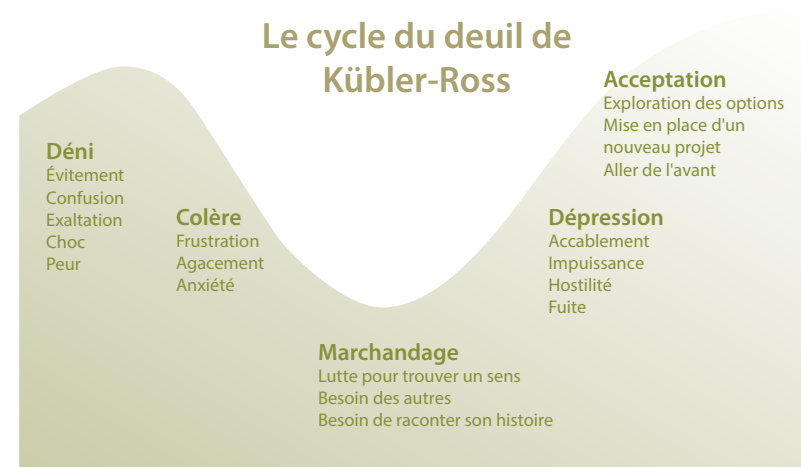 Le cycle du deuil de
Kübler-Ross
Déni
Évitement
Confusion
Exaltation
Choc
Peur
Colère
Frustration
Agacement
Anxiété
Marchandage
Lutte pour trouver un sens
Besoin des autres
Besoin de raconter son histoire
Dépression
Accablement
Impuissance
Hostilité
Fuite
Acceptation
Exploration des options
Mise en place d'un
nouveau projet
Aller de l'avant